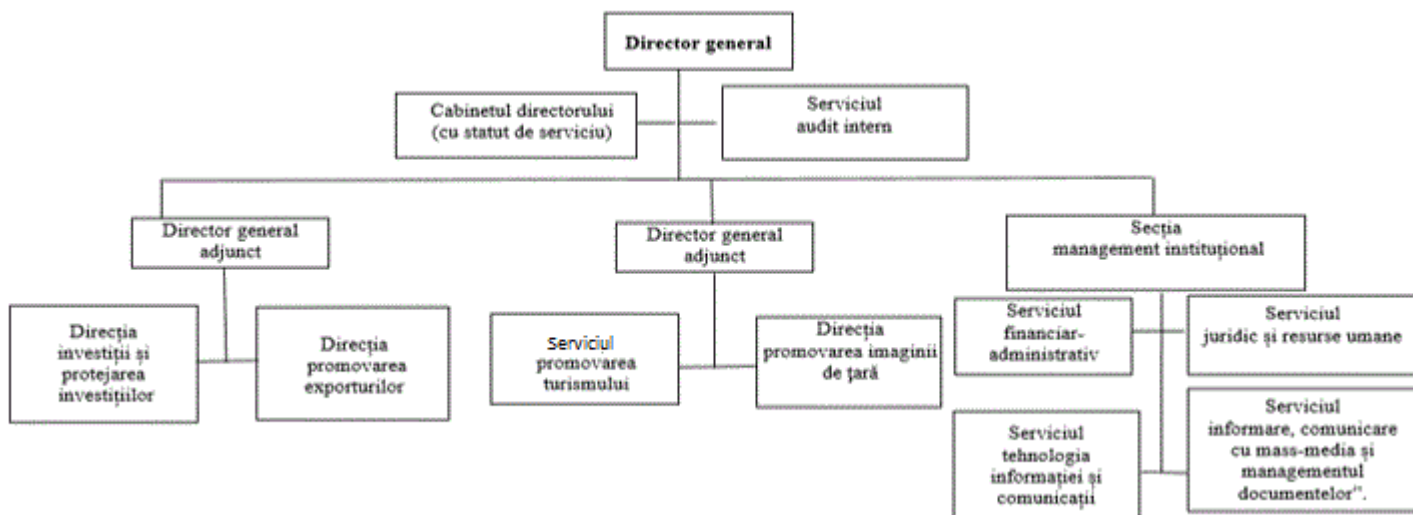 Director general
Cabinetul directorului
(cu statut de serviciu)
Serviciul
audit intern
Director general
adjunct
Director general
adjunct
Secția
management instituțional
Direcția
investiții și
protejarea
investițiilor
Direcția
promovarea
exporturilor
Serviciul
promovarea
turismului
Direcția
promovarea imaginii
de țară
Serviciul
financiar-
administrativ
Serviciul
juridic și resurse umane
Serviciul
tehnologia
informației și
comunicații
Serviciul
informare, comunicare
cu mass-media și
managementul
documentelor”.